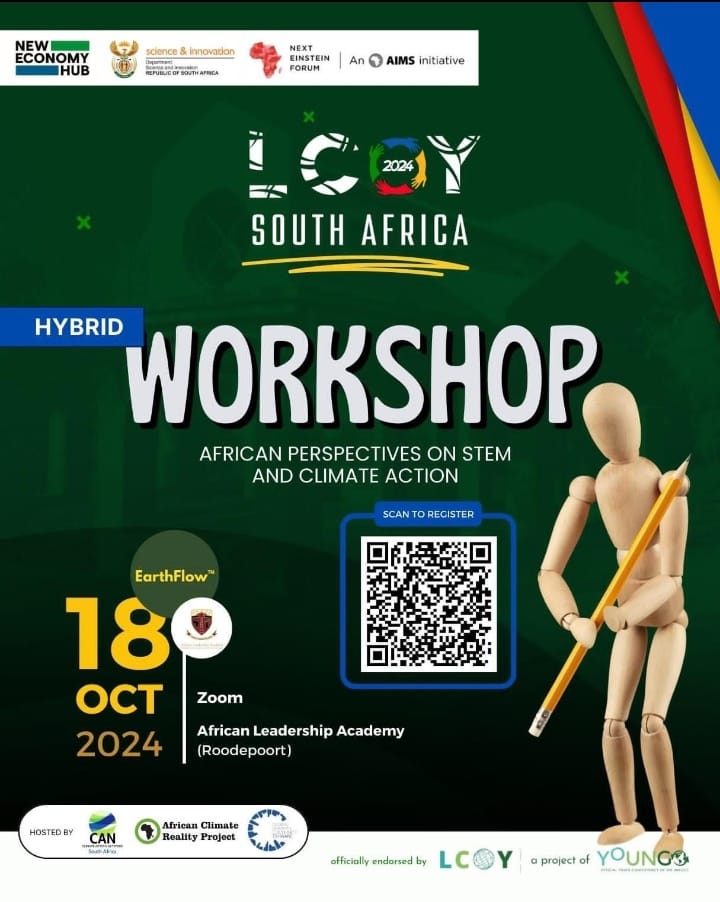 NEW
ECONOMY
HUB
science & innovation
Department:
Science and Innovation
REPUBLIC OF SOUTH AFRICA
NEXT
EINSTEIN
FORUM
An AIMS initiative
LCOY
2024
SOUTH AFRICA
HYBRID
WORKSHOP
AFRICAN PERSPECTIVES ON STEM
AND CLIMATE ACTION
SCAN TO REGISTER
EarthFlow™
18
OCT
2024
Zoom
African Leadership Academy
(Roodepoort)
HOSTED BY
CAN
South Africa
African Climate
Reality Project
officially endorsed by
LCOY
a project of
YOUNGO